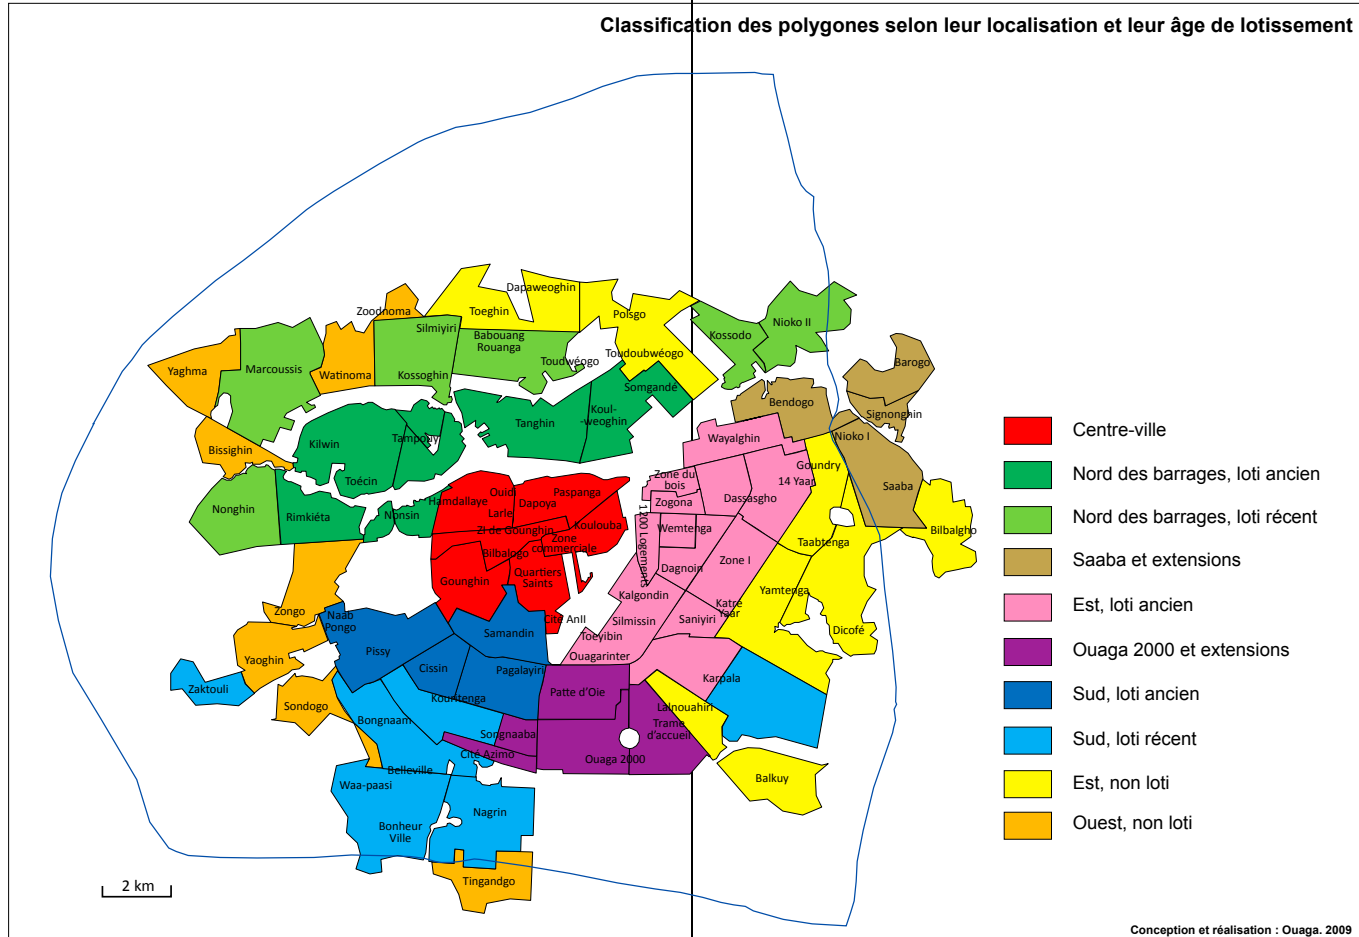 Classification des polygones selon leur localisation et leur âge de lotissement
Dapaweoghin
Zoodnoma
Toeghin
Polsgo
Silmiyiri
Babouang
Rouanga
Kossodo
Nioko II
Toudoubwéogo
Toudwéogo
Barogo
Yaghma
Marcoussis
Watinoma
Kossoghin
Somgandé
Bendogo
Signonghin
Koul-
-weoghin
Tanghin
Kilwin
Tampouy
Wayalghin
Nioko I
Bissighin
Goundry
14 Yaar
Toécin
Zone du
bois
Saaba
Nonghin
Rimkiéta
Nonsin
Hamdallaye
Ouidi
Paspanga
Dapoya
Larie
Zogona
Dassasgho
1200 Logements
Wemtenga
ZI de Gounghin
Koulouba
Zone
commerciale
Bilbalogo
Taabtenga
Bilbalgho
Gounghin
Quartiers
Saints
Dagnoin
Zone I
Yamtenga
Kalgondin
Katré
Yaar
Zongo
Naab
Pongo
Cité AnII
Silmissin
Saniyiri
Dicofé
Samandin
Toeyibin
Ouagarinter
Pissy
Yaoghin
Cissin
Pagalayiri
Karpala
Zaktouli
Patte d'Oie
Kouritenga
Sondogo
Bongnaam
Lalnouahiri
Trame
d'accueil
Songnaaba
Cité Azimo
Ouaga 2000
Belleville
Waa-paasi
Balkuy
Nagrin
Bonheur
Ville
Tingandgo
Centre-ville
Nord des barrages, loti ancien
Nord des barrages, loti récent
Saaba et extensions
Est, loti ancien
Ouaga 2000 et extensions
Sud, loti ancien
Sud, loti récent
Est, non loti
Ouest, non loti
2 km
Conception et réalisation : Ouaga. 2009